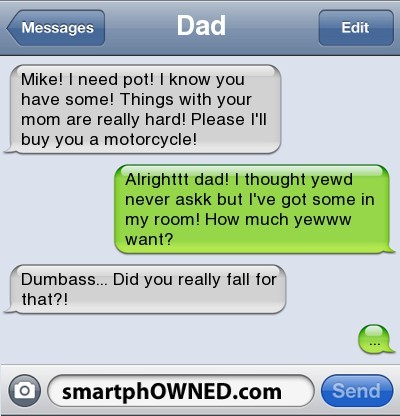 Messages
Dad
Edit
Mike! I need pot! I know you
have some! Things with your
mom are really hard! Please I'll
buy you a motorcycle!
Alrighttt dad! I thought yewd
never askk but I've got some in
my room! How much yewww
want?
Dumbass... Did you really fall for
that?!
...
smartphOWNED.com
Send